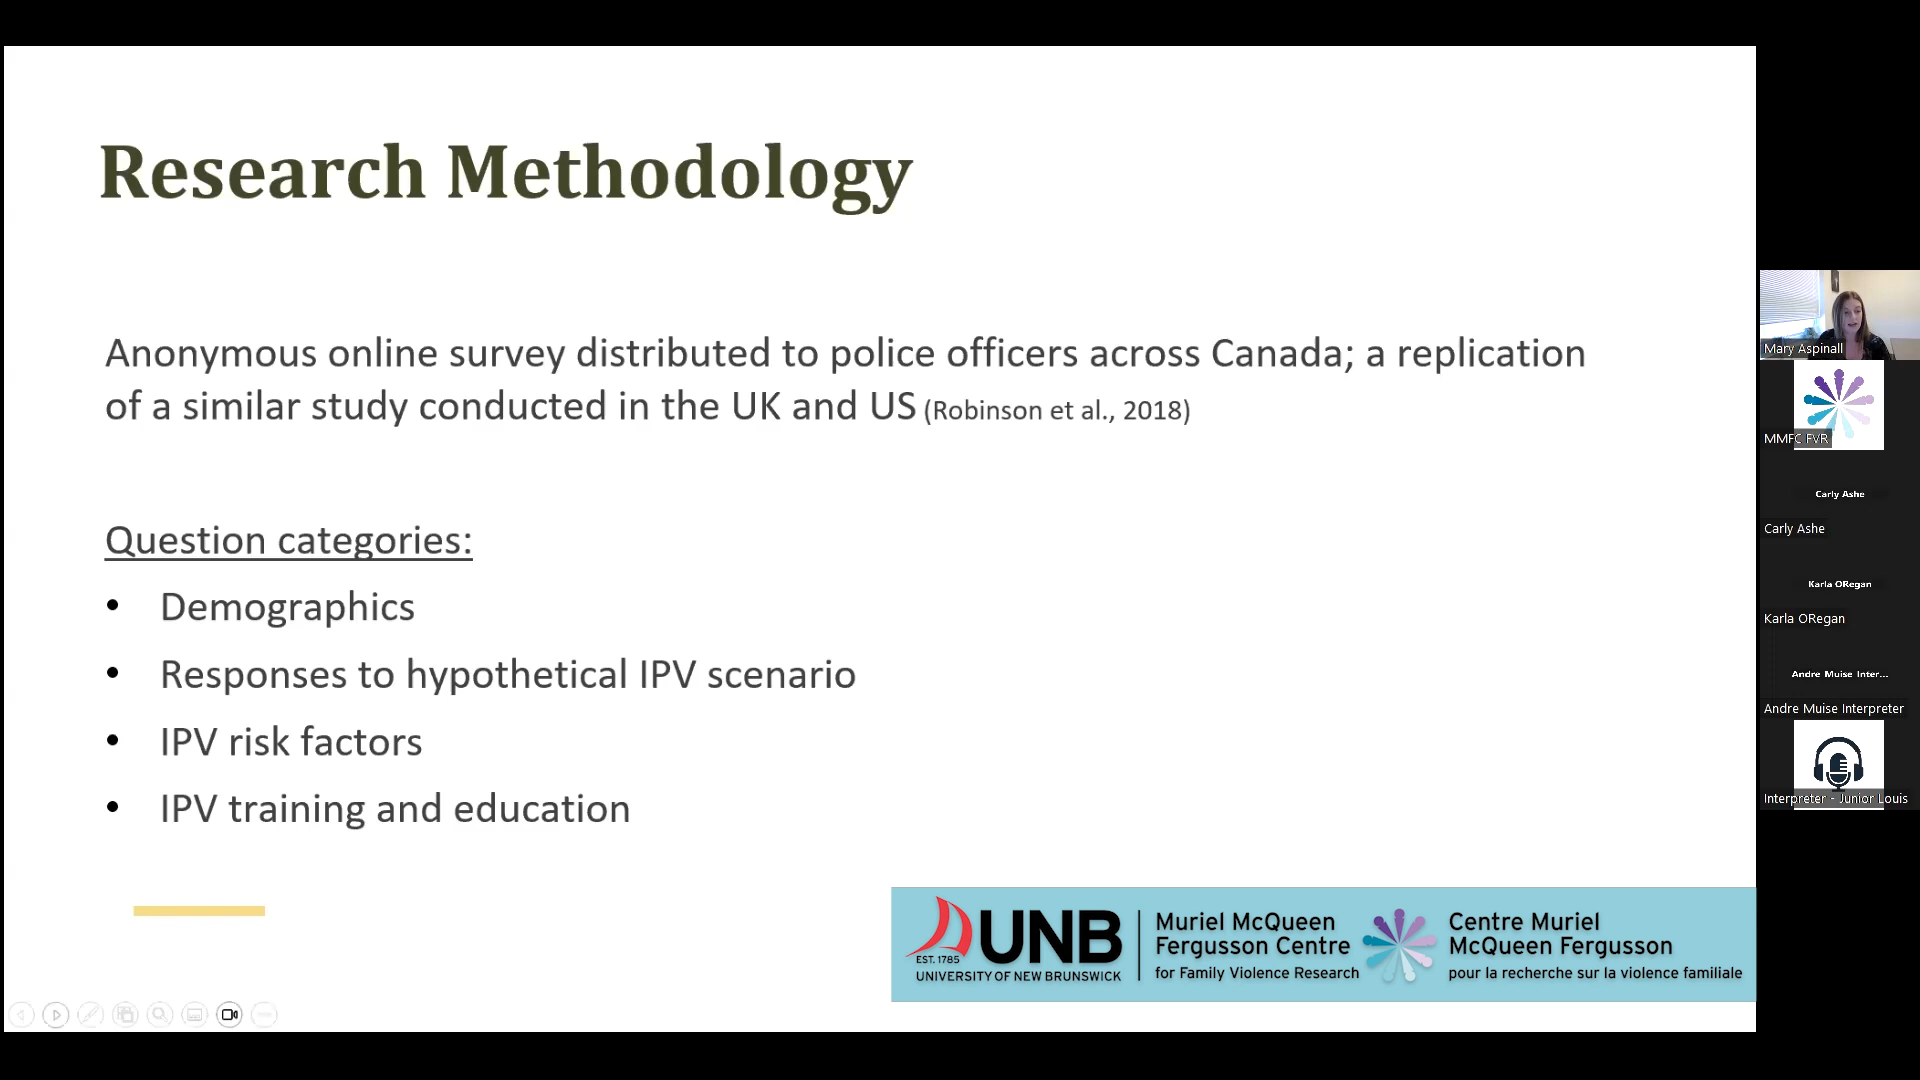 Research Methodology
Anonymous online survey distributed to police officers across Canada; a replication
of a similar study conducted in the UK and US (Robinson et al., 2018)
Question categories:
• Demographics
• Responses to hypothetical IPV scenario
• IPV risk factors
• IPV training and education
EST. 1785
UNB
UNIVERSITY OF NEW BRUNSWICK
Muriel McQueen
Fergusson Centre
for Family Violence Research
Centre Muriel
McQueen Fergusson
pour la recherche sur la violence familiale
Mary Aspinall
MMFC FVR
Carly Ashe
Carly Ashe
Karla ORegan
Karla ORegan
Andre Muise Inter...
Andre Muise Interpreter
Interpreter - Junior Louis